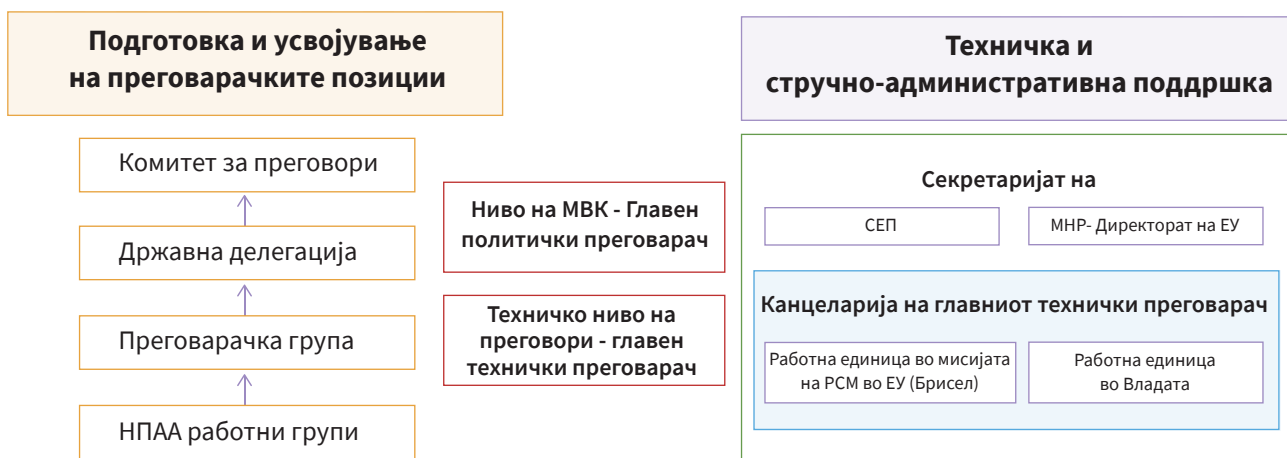 Подготовка и усвојување
на преговарачките позиции
Комитет за преговори
Државна делегација
Преговарачка група
НПАА работни групи
Ниво на МВК - Главен
политички преговарач
Техничко ниво на
преговори - главен
технички преговарач
Техничка и
стручно-административна поддршка
Секретаријат на
СЕП
МНР- Директорат на ЕУ
Канцеларија на главниот технички преговарач
Работна единица во мисијата
на РСМ во ЕУ (Брисел)
Работна единица
во Владата